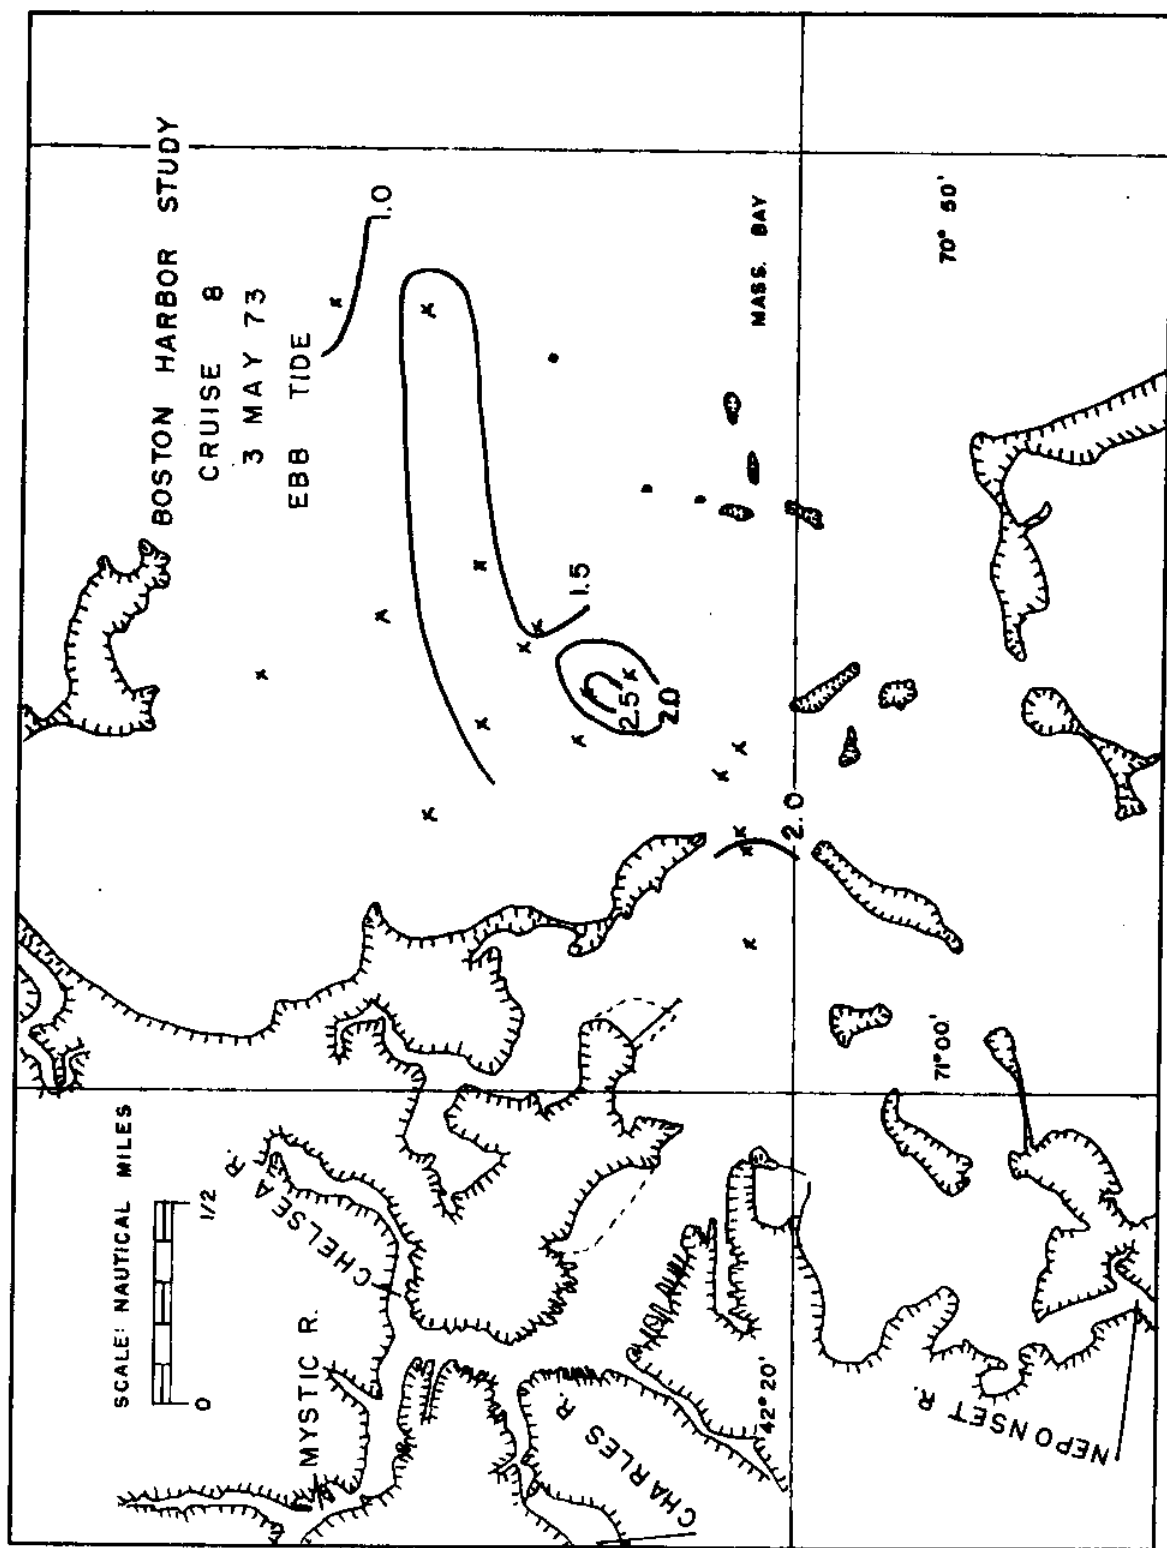 BOSTON HARBOR STUDY
CRUISE 8
3 MAY 73
EBB TIDE
1.0
1.5
2.5
2.0
2.0
MASS. BAY
70° 50'
71° 00'
42° 20'
SCALE: NAUTICAL MILES
0 1/2
CHELSEA R.
MYSTIC R.
CHARLES R.
NEPONSET R.